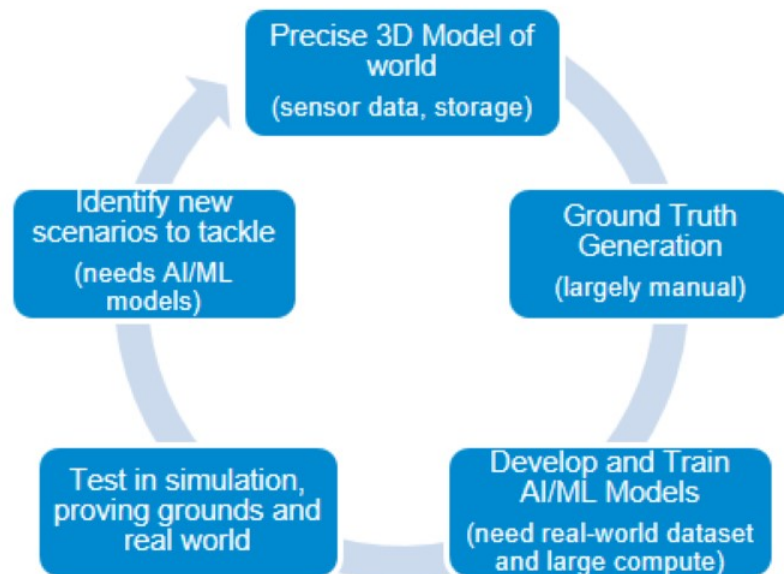 Precise 3D Model of
world
(sensor data, storage)
Ground Truth
Generation
(largely manual)
Develop and Train
AI/ML Models
(need real-world dataset
and large compute)
Test in simulation,
proving grounds and
real world
Identify new
scenarios to tackle
(needs AI/ML
models)